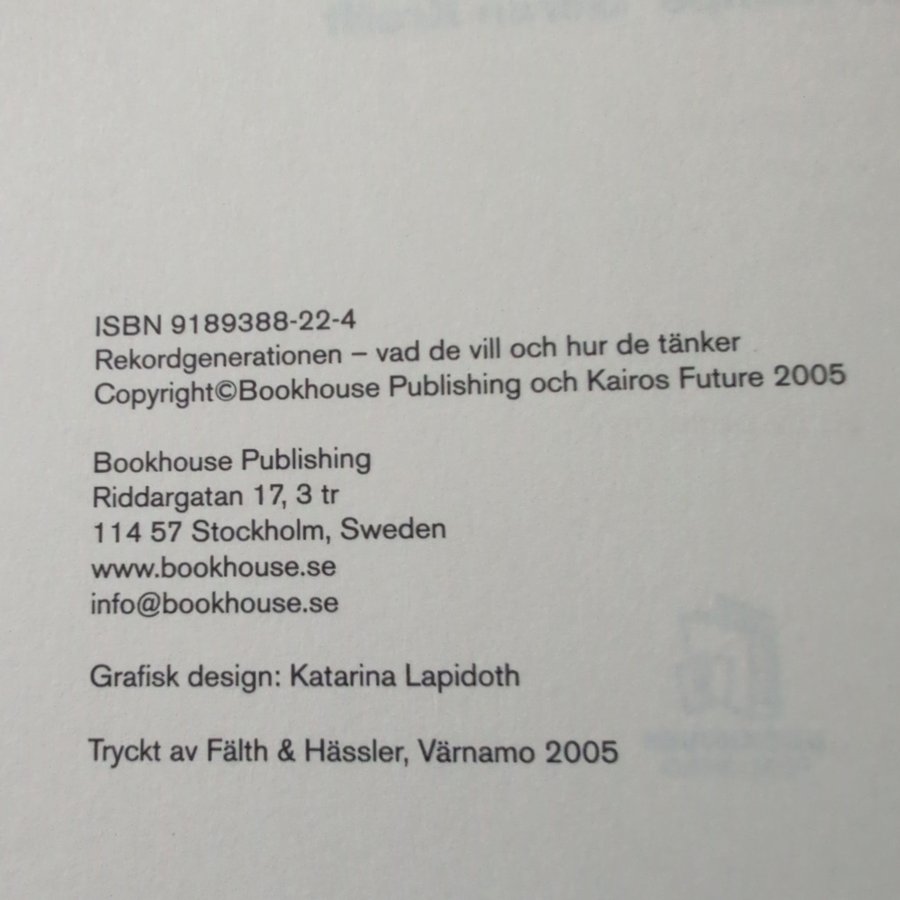 ISBN 9189388-22-4
Rekordgenerationen – vad de vill och hur de tänker
Copyright©Bookhouse Publishing och Kairos Future 2005
Bookhouse Publishing
Riddargatan 17, 3 tr
114 57 Stockholm, Sweden
www.bookhouse.se
info@bookhouse.se
Grafisk design: Katarina Lapidoth
Tryckt av Fälth & Hässler, Värnamo 2005